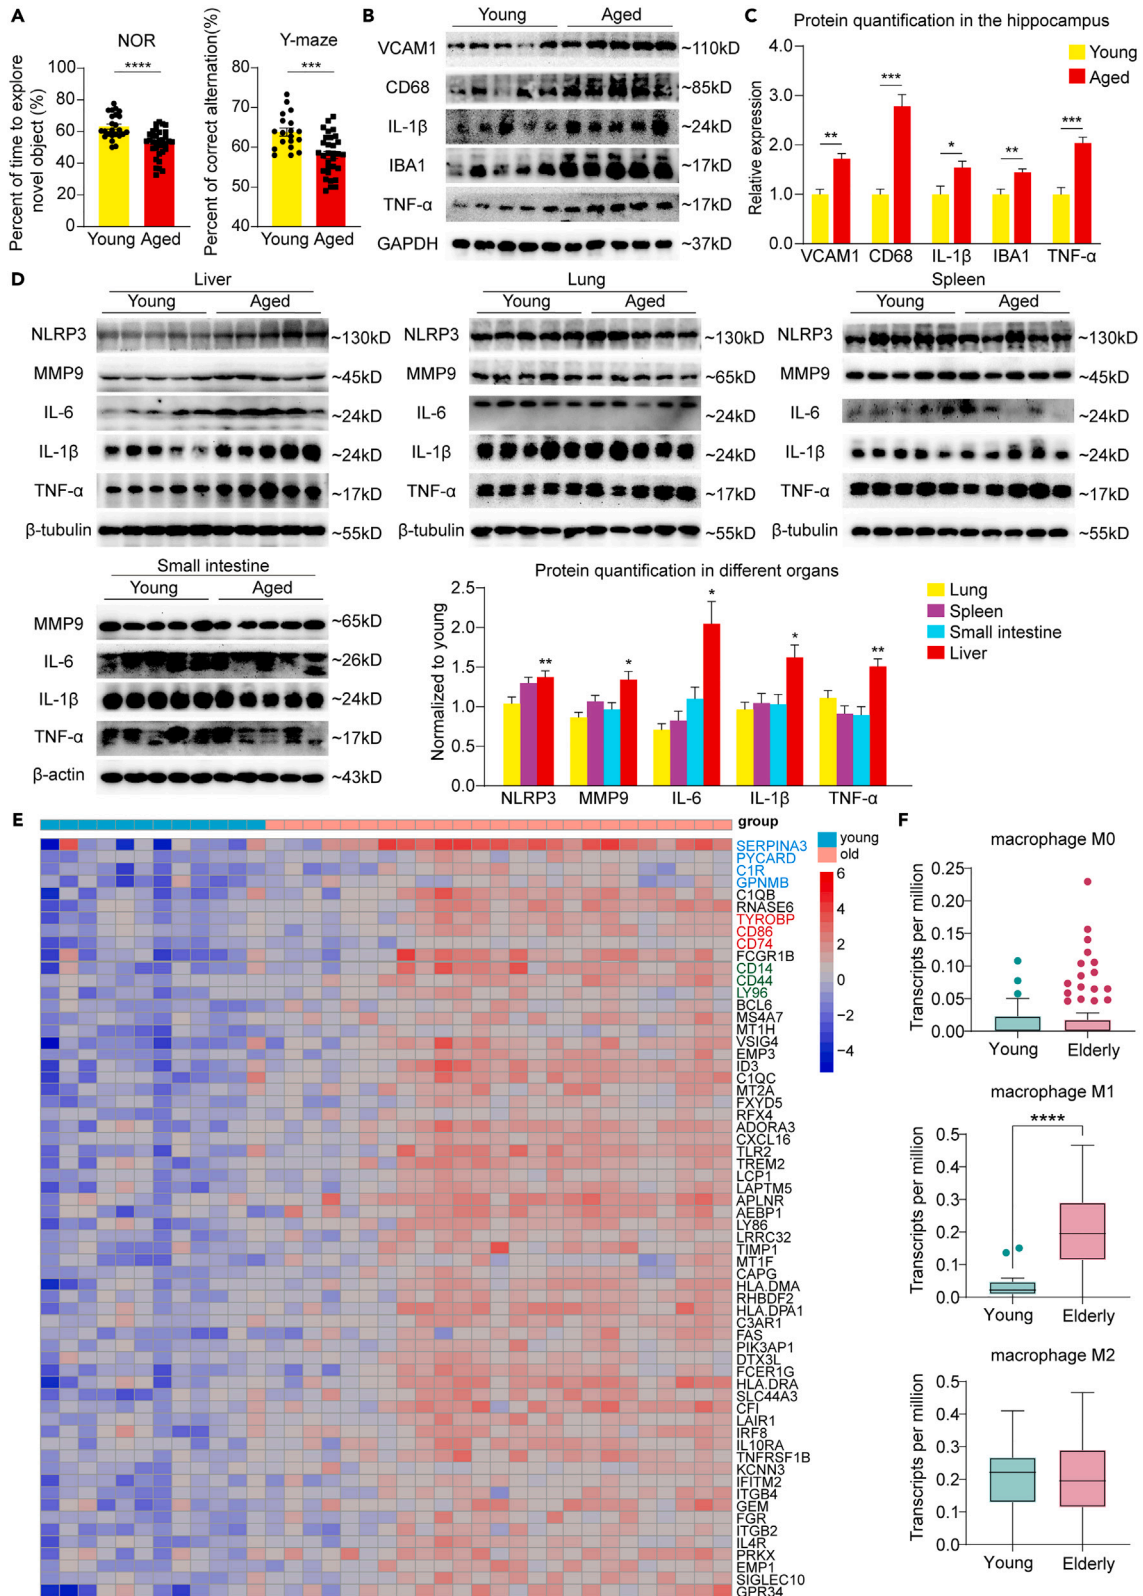 A
NOR
Percent of time to explore
novel object (%)
100
80
60
40
20
0
****
Young Aged
Y-maze
Percent of correct alternation(%)
80
70
60
50
40
***
Young Aged
B
Young Aged
VCAM1 ~110kD
CD68 ~85kD
IL-1β ~24kD
IBA1 ~17kD
TNF-α ~17kD
GAPDH ~37kD
C
Protein quantification in the hippocampus
Young
Aged
Relative expression
4.0
3.0
2.0
1.0
0.0
**
***
*
**
***
VCAM1 CD68 IL-1β IBA1 TNF-α
D
Liver
Young Aged
NLRP3 ~130kD
MMP9 ~45kD
IL-6 ~24kD
IL-1β ~24kD
TNF-α ~17kD
β-tubulin ~55kD
Lung
Young Aged
NLRP3 ~130kD
MMP9 ~65kD
IL-6 ~24kD
IL-1β ~24kD
TNF-α ~17kD
β-tubulin ~55kD
Spleen
Young Aged
NLRP3 ~130kD
MMP9 ~45kD
IL-6 ~24kD
IL-1β ~24kD
TNF-α ~17kD
β-tubulin ~55kD
Small intestine
Young Aged
MMP9 ~65kD
IL-6 ~26kD
IL-1β ~24kD
TNF-α ~17kD
β-actin ~43kD
Protein quantification in different organs
Normalized to young
2.5
2.0
1.5
1.0
0.5
0.0
**
*
*
*
**
NLRP3 MMP9 IL-6 IL-1β TNF-α
Lung
Spleen
Small intestine
Liver
E
group
young
old
6
4
2
0
−2
−4
SERPINA3
PYCARD
C1R
GPNMB
C1QB
RNASE6
TYROBP
CD86
CD74
FCGR1B
CD14
CD44
LY96
BCL6
MS4A7
MT1H
VSIG4
EMP3
ID3
C1QC
MT2A
FXYD5
RFX4
ADORA3
CXCL16
TLR2
TREM2
LCP1
LAPTM5
APLNR
AEBP1
LY86
LRRC32
TIMP1
MT1F
CAPG
HLA.DMA
RHBDF2
HLA.DPA1
C3AR1
FAS
PIK3AP1
DTX3L
FCER1G
HLA.DRA
SLC44A3
CFI
LAIR1
IRF8
IL10RA
TNFRSF1B
KCNN3
IFITM2
ITGB4
GEM
FGR
ITGB2
IL4R
PRKX
EMP1
SIGLEC10
GPR34
F
macrophage M0
Transcripts per million
0.25
0.20
0.15
0.10
0.05
0.00
Young Elderly
macrophage M1
Transcripts per million
0.5
0.4
0.3
0.2
0.1
0.0
****
Young Elderly
macrophage M2
Transcripts per million
0.5
0.4
0.3
0.2
0.1
0.0
Young Elderly